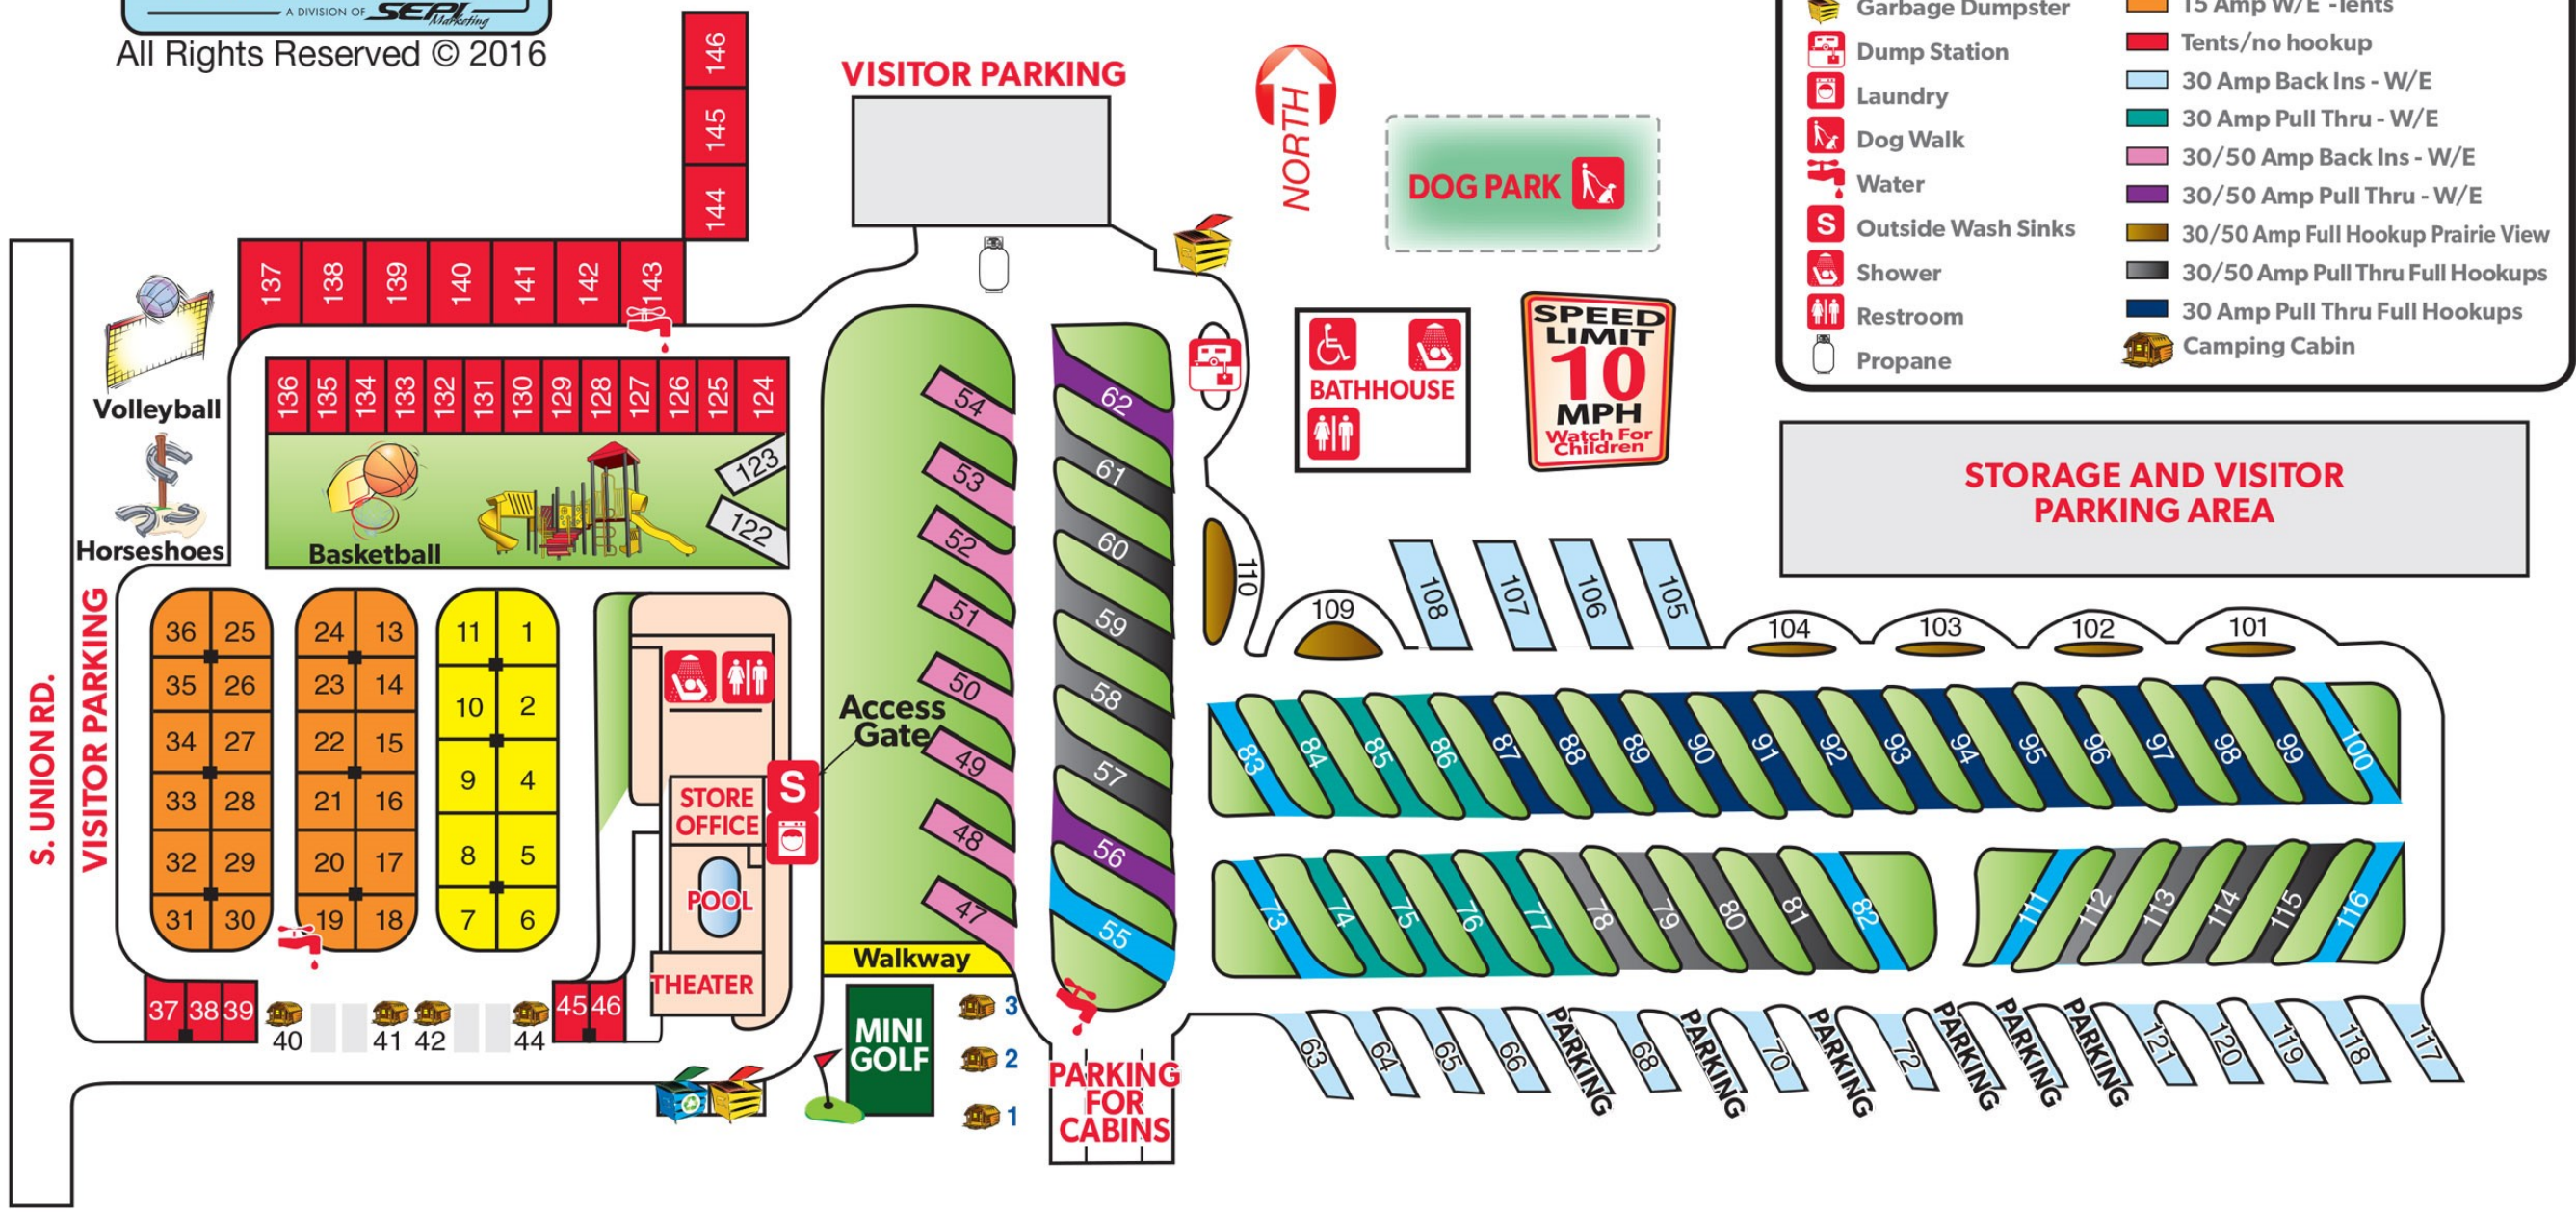 A DIVISION OF SEPI Marketing
All Rights Reserved © 2016
Garbage Dumpster
Dump Station
Laundry
Dog Walk
Water
S Outside Wash Sinks
Shower
Restroom
Propane
15 Amp W/E -Tents
Tents/no hookup
30 Amp Back Ins - W/E
30 Amp Pull Thru - W/E
30/50 Amp Back Ins - W/E
30/50 Amp Pull Thru - W/E
30/50 Amp Full Hookup Prairie View
30/50 Amp Pull Thru Full Hookups
30 Amp Pull Thru Full Hookups
Camping Cabin
VISITOR PARKING
NORTH
DOG PARK
146
145
144
137 138 139 140 141 142 143
136 135 134 133 132 131 130 129 128 127 126 125 124
123
122
Volleyball
Horseshoes
Basketball
S. UNION RD.
VISITOR PARKING
36 25 24 13 11 1
35 26 23 14 10 2
34 27 22 15 9 4
33 28 21 16 8 5
32 29 20 17 7 6
31 30 19 18
37 38 39 40 41 42 44 45 46
STORE
OFFICE
POOL
THEATER
S
Access
Gate
Walkway
MINI
GOLF
3
2
1
PARKING
FOR
CABINS
54
53
52
51
50
49
48
47
62
61
60
59
58
57
56
55
BATHHOUSE
SPEED
LIMIT
10
MPH
Watch For
Children
STORAGE AND VISITOR
PARKING AREA
110 109 108 107 106 105 104 103 102 101
83 84 85 86 87 88 89 90 91 92 93 94 95 96 97 98 99 100
73 74 75 76 77 78 79 80 81 82 111 112 113 114 115 116
63 64 65 66 PARKING 68 PARKING 70 PARKING 72 PARKING PARKING PARKING 121 120 119 118 117